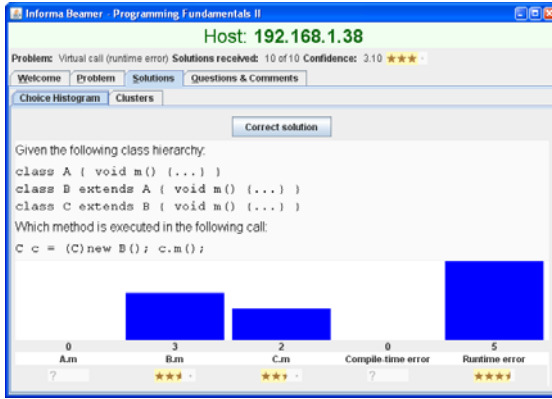 Informa Beamer - Programming Fundamentals II
Host: 192.168.1.38
Problem: Virtual call (runtime error) Solutions received: 10 of 10 Confidence: 3.10
Welcome Problem Solutions Questions & Comments
Choice Histogram Clusters
Correct solution
Given the following class hierarchy:
class A { void m() {...} }
class B extends A { void m() {...} }
class C extends B { void m() {...} }
Which method is executed in the following call:
C c = (C)new B(); c.m();
0 3 2 0 5
A.m B.m C.m Compile-time error Runtime error
? ?